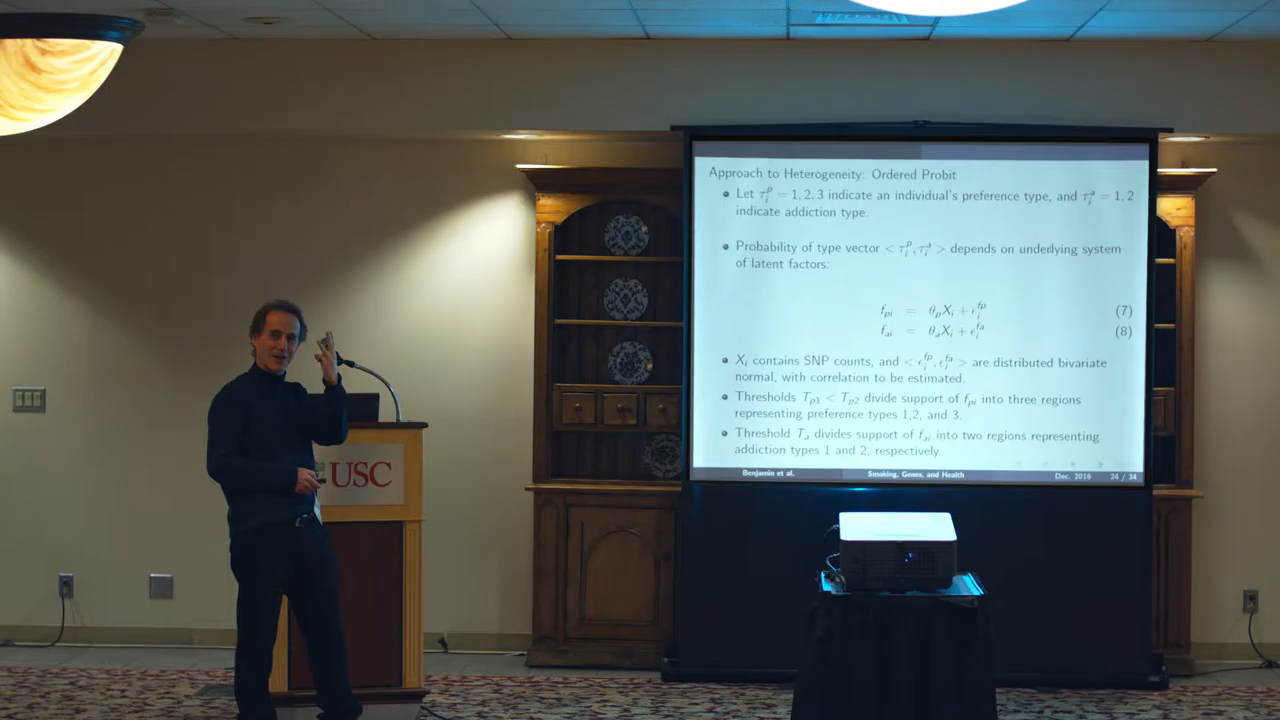 Approach to Heterogeneity: Ordered Probit
Let τᵢᵖ = 1, 2, 3 indicate an individual's preference type, and τᵢᵃ = 1, 2
indicate addiction type.
Probability of type vector < τᵢᵖ, τᵢᵃ > depends on underlying system
of latent factors:
f_pi = θ_p X_i + ϵ_i^fp (7)
f_ai = θ_a X_i + ϵ_i^fa (8)
X_i contains SNP counts, and < ϵ_i^fp, ϵ_i^fa > are distributed bivariate
normal, with correlation to be estimated.
Thresholds T_p1 < T_p2 divide support of f_pi into three regions
representing preference types 1,2, and 3.
Threshold T_a divides support of f_ai into two regions representing
addiction types 1 and 2, respectively.
Benjamin et al. Smoking, Genes, and Health Dec. 2016 24 / 34
USC